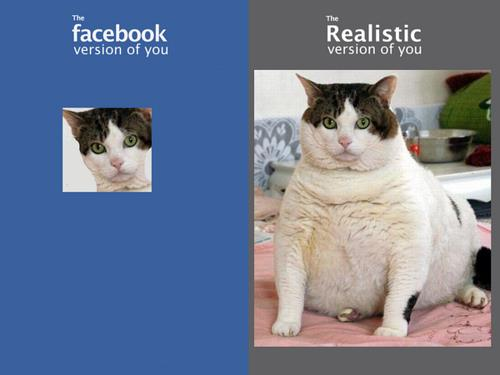 The
facebook
version of you
The
Realistic
version of you